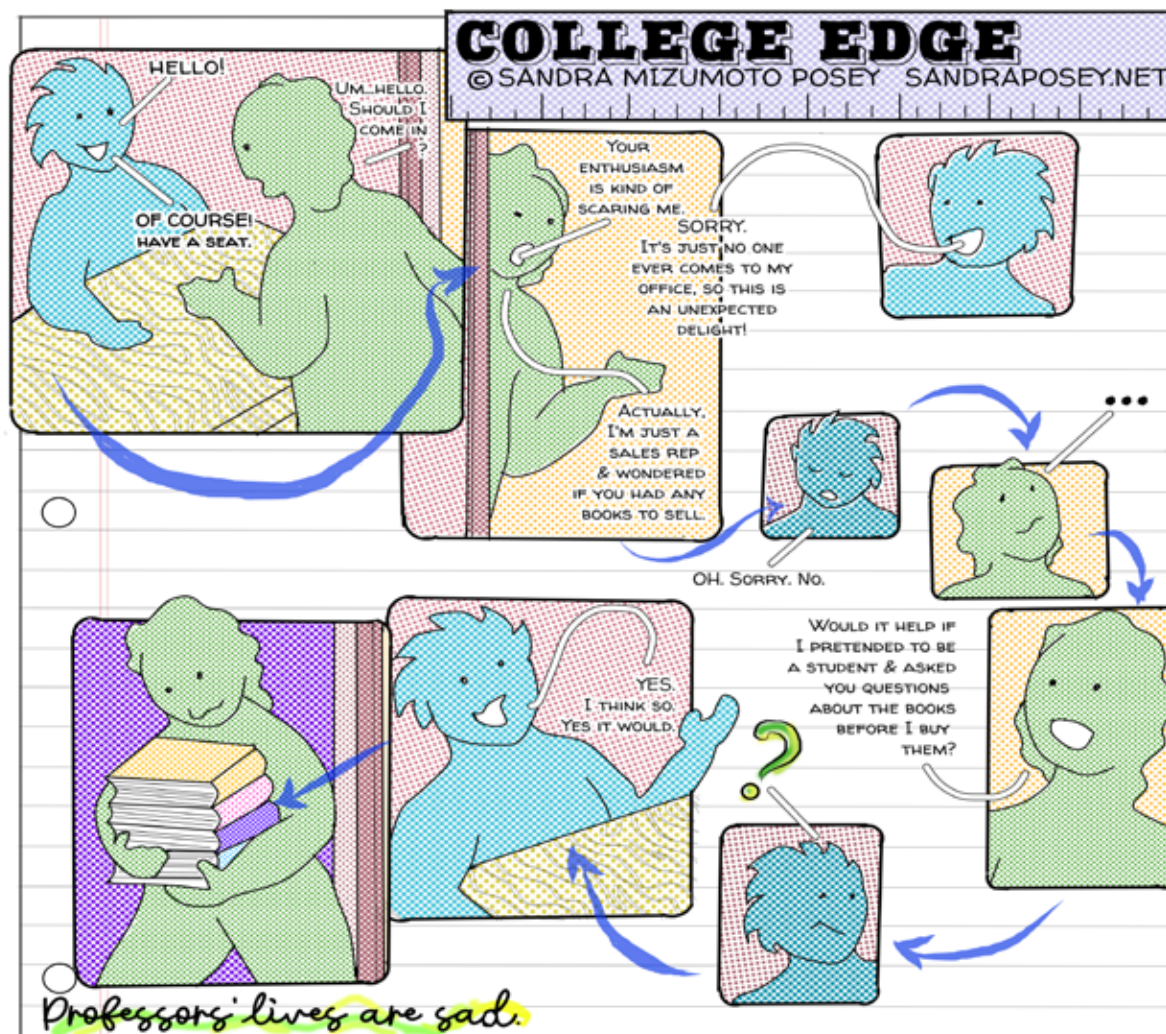 COLLEGE EDGE
© SANDRA MIZUMOTO POSEY SANDRAPOSEY.NET
HELLO!
UM...HELLO.
SHOULD I
COME IN
?
OF COURSE!
HAVE A SEAT.
YOUR
ENTHUSIASM
IS KIND OF
SCARING ME.
SORRY.
IT'S JUST NO ONE
EVER COMES TO MY
OFFICE, SO THIS IS
AN UNEXPECTED
DELIGHT!
ACTUALLY,
I'M JUST A
SALES REP
& WONDERED
IF YOU HAD ANY
BOOKS TO SELL.
OH. SORRY. NO.
...
WOULD IT HELP IF
I PRETENDED TO BE
A STUDENT & ASKED
YOU QUESTIONS
ABOUT THE BOOKS
BEFORE I BUY
THEM?
?
YES.
I THINK SO.
YES IT WOULD.
Professors' lives are sad.